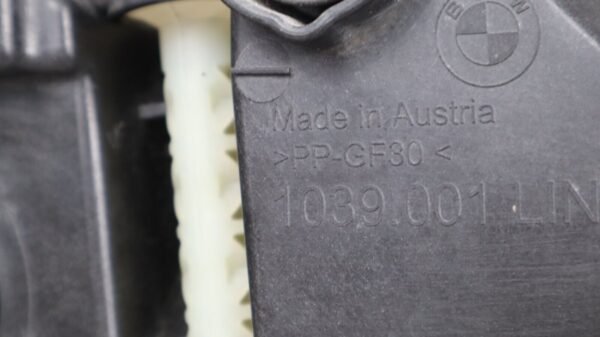 BMW
Made in Austria
>PP-GF30<
1039.001 LIN